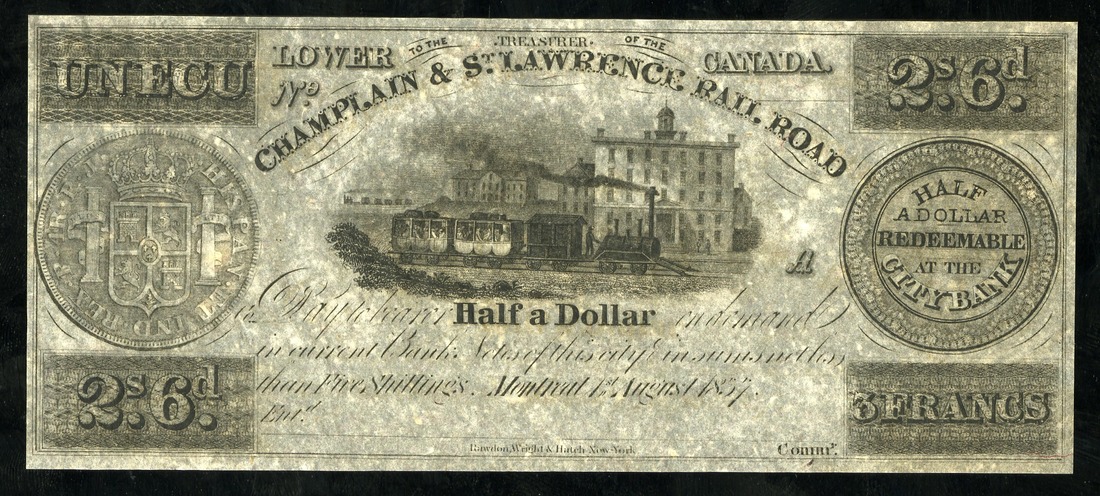 UN ECU
TO THE TREASURER OF THE
LOWER CANADA.
2s. 6d.
No
CHAMPLAIN & ST. LAWRENCE RAIL ROAD
HISPAN. ET IND. REX
HALF
A DOLLAR
REDEEMABLE
AT THE
CITY BANK
A
Pay to bearer Half a Dollar on demand
in current Bank Notes of this city in sums not less
than Five Shillings. Montreal 1st August 1837.
2s. 6d.
3 FRANCS
Entd.
Rawdon, Wright & Hatch New-York
Commr.